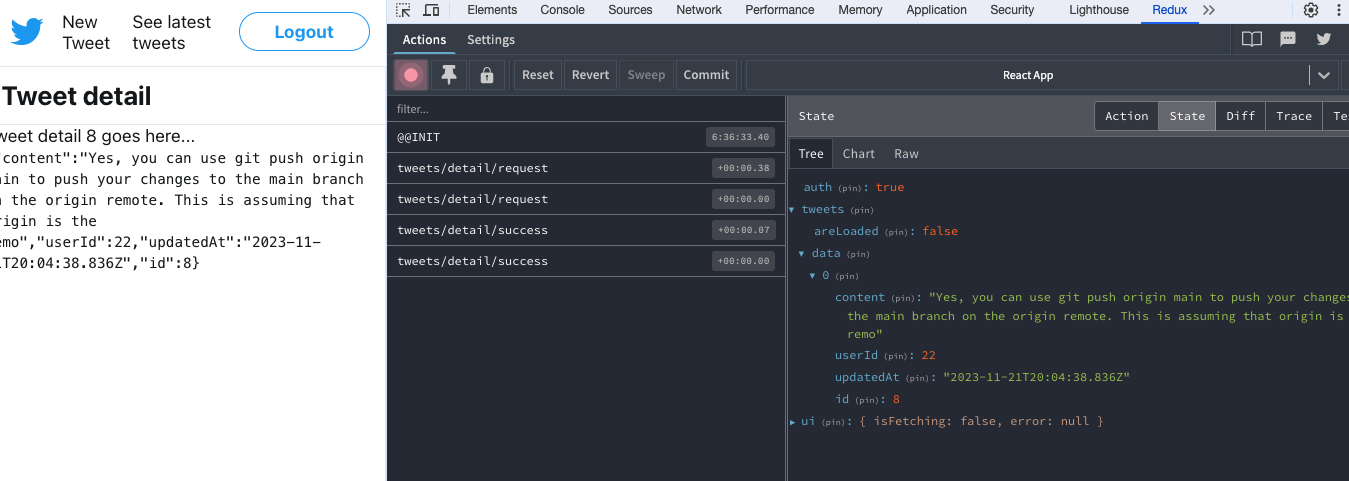 New Tweet
See latest tweets
Logout
Tweet detail
weet detail 8 goes here...
"content":"Yes, you can use git push origin
ain to push your changes to the main branch
n the origin remote. This is assuming that
rigin is the
emo","userId":22,"updatedAt":"2023-11-
1T20:04:38.836Z","id":8}
Elements Console Sources Network Performance Memory Application Security Lighthouse Redux
Actions Settings
Reset Revert Sweep Commit React App
filter...
@@INIT 6:36:33.40
tweets/detail/request +00:00.38
tweets/detail/request +00:00.00
tweets/detail/success +00:00.07
tweets/detail/success +00:00.00
State Action State Diff Trace Te
Tree Chart Raw
auth (pin): true
tweets (pin)
areLoaded (pin): false
data (pin)
0 (pin)
content (pin): "Yes, you can use git push origin main to push your changes
the main branch on the origin remote. This is assuming that origin is
remo"
userId (pin): 22
updatedAt (pin): "2023-11-21T20:04:38.836Z"
id (pin): 8
ui (pin): { isFetching: false, error: null }